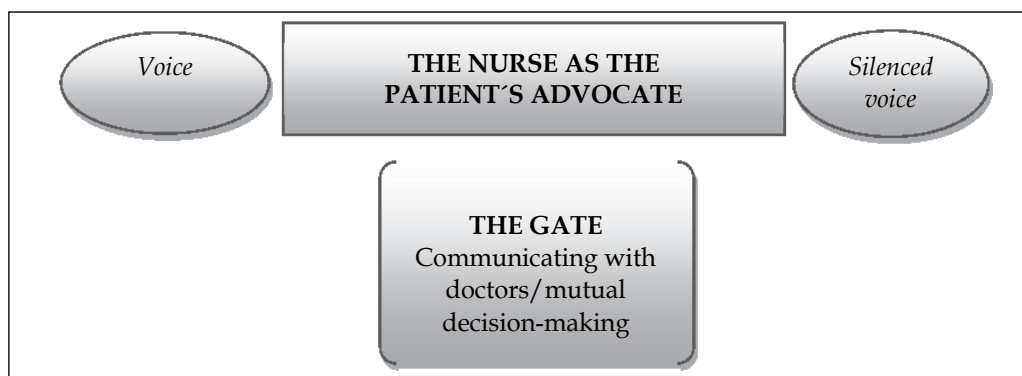 Voice
THE NURSE AS THE
PATIENT´S ADVOCATE
Silenced
voice
THE GATE
Communicating with
doctors/mutual
decision-making